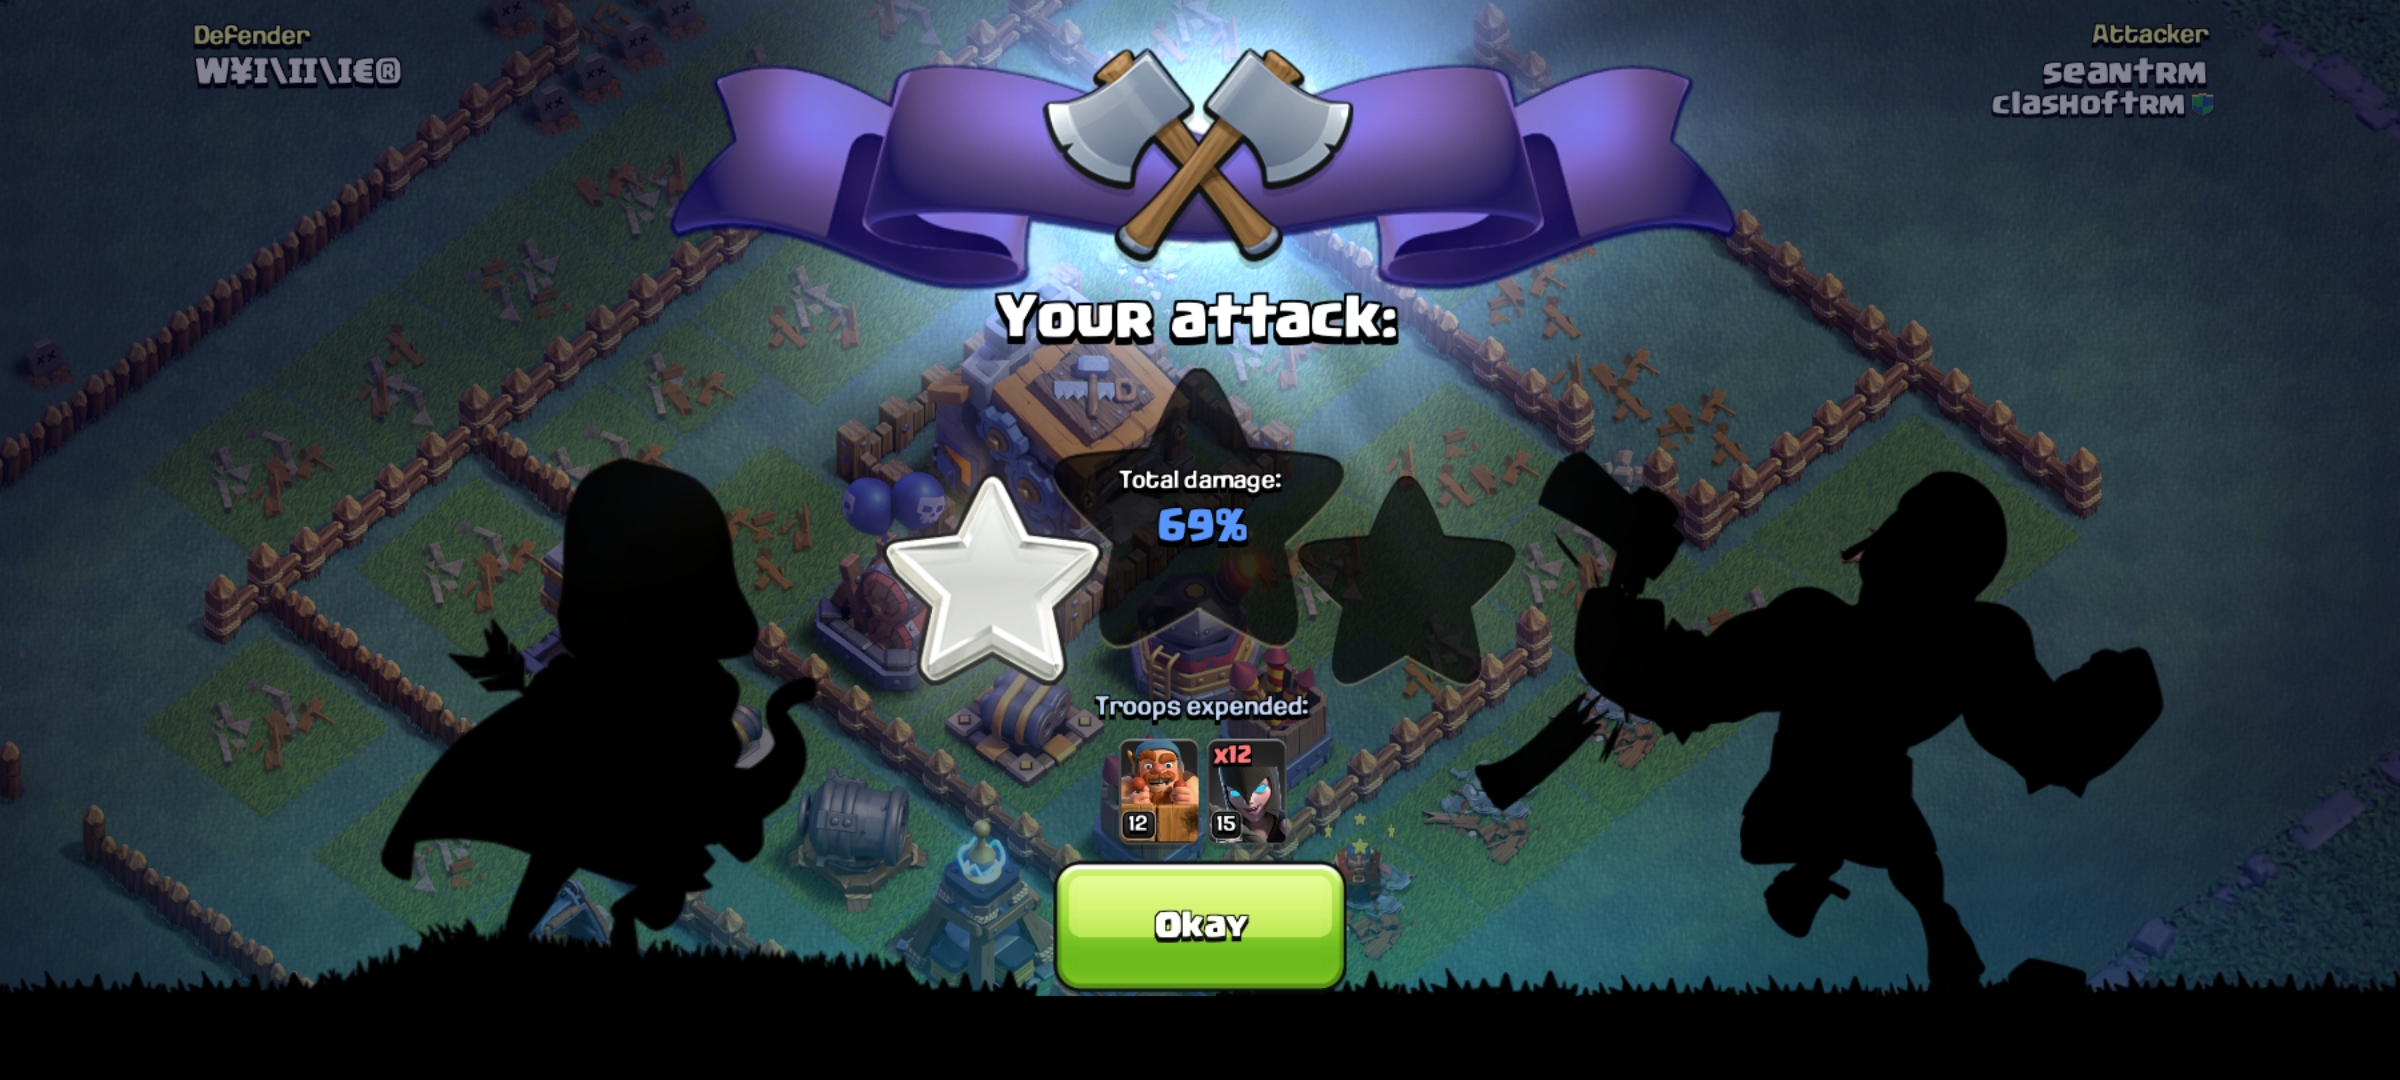 Defender
W¥I\II\I€®
Attacker
seantRM
clashoftRM
Your attack:
Total damage:
69%
Troops expended:
x12
12
15
Okay